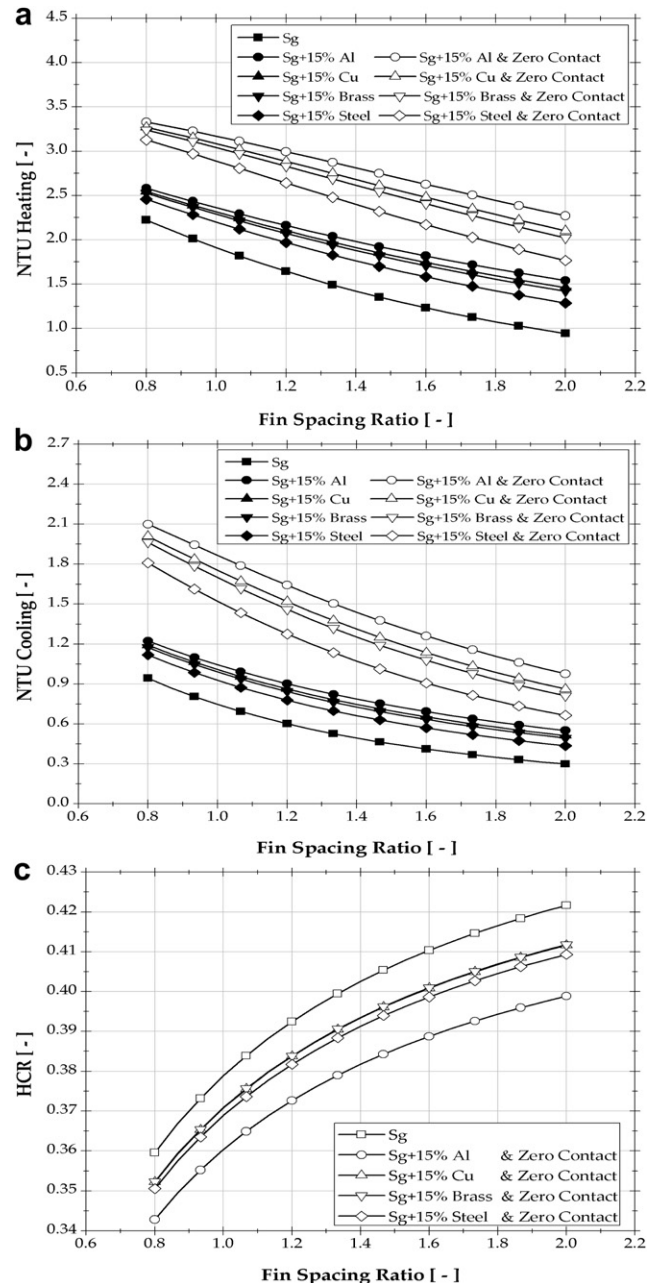 a
4.5
4.0
3.5
3.0
2.5
2.0
1.5
1.0
0.5
NTU Heating [ - ]
Sg
Sg+15% Al
Sg+15% Al & Zero Contact
Sg+15% Cu
Sg+15% Cu & Zero Contact
Sg+15% Brass
Sg+15% Brass & Zero Contact
Sg+15% Steel
Sg+15% Steel & Zero Contact
0.6 0.8 1.0 1.2 1.4 1.6 1.8 2.0 2.2
Fin Spacing Ratio [ - ]
b
2.7
2.4
2.1
1.8
1.5
1.2
0.9
0.6
0.3
0.0
NTU Cooling [ - ]
Sg
Sg+15% Al
Sg+15% Al & Zero Contact
Sg+15% Cu
Sg+15% Cu & Zero Contact
Sg+15% Brass
Sg+15% Brass & Zero Contact
Sg+15% Steel
Sg+15% Steel & Zero Contact
0.6 0.8 1.0 1.2 1.4 1.6 1.8 2.0 2.2
Fin Spacing Ratio [ - ]
c
0.43
0.42
0.41
0.40
0.39
0.38
0.37
0.36
0.35
0.34
HCR [ - ]
Sg
Sg+15% Al & Zero Contact
Sg+15% Cu & Zero Contact
Sg+15% Brass & Zero Contact
Sg+15% Steel & Zero Contact
0.6 0.8 1.0 1.2 1.4 1.6 1.8 2.0 2.2
Fin Spacing Ratio [ - ]